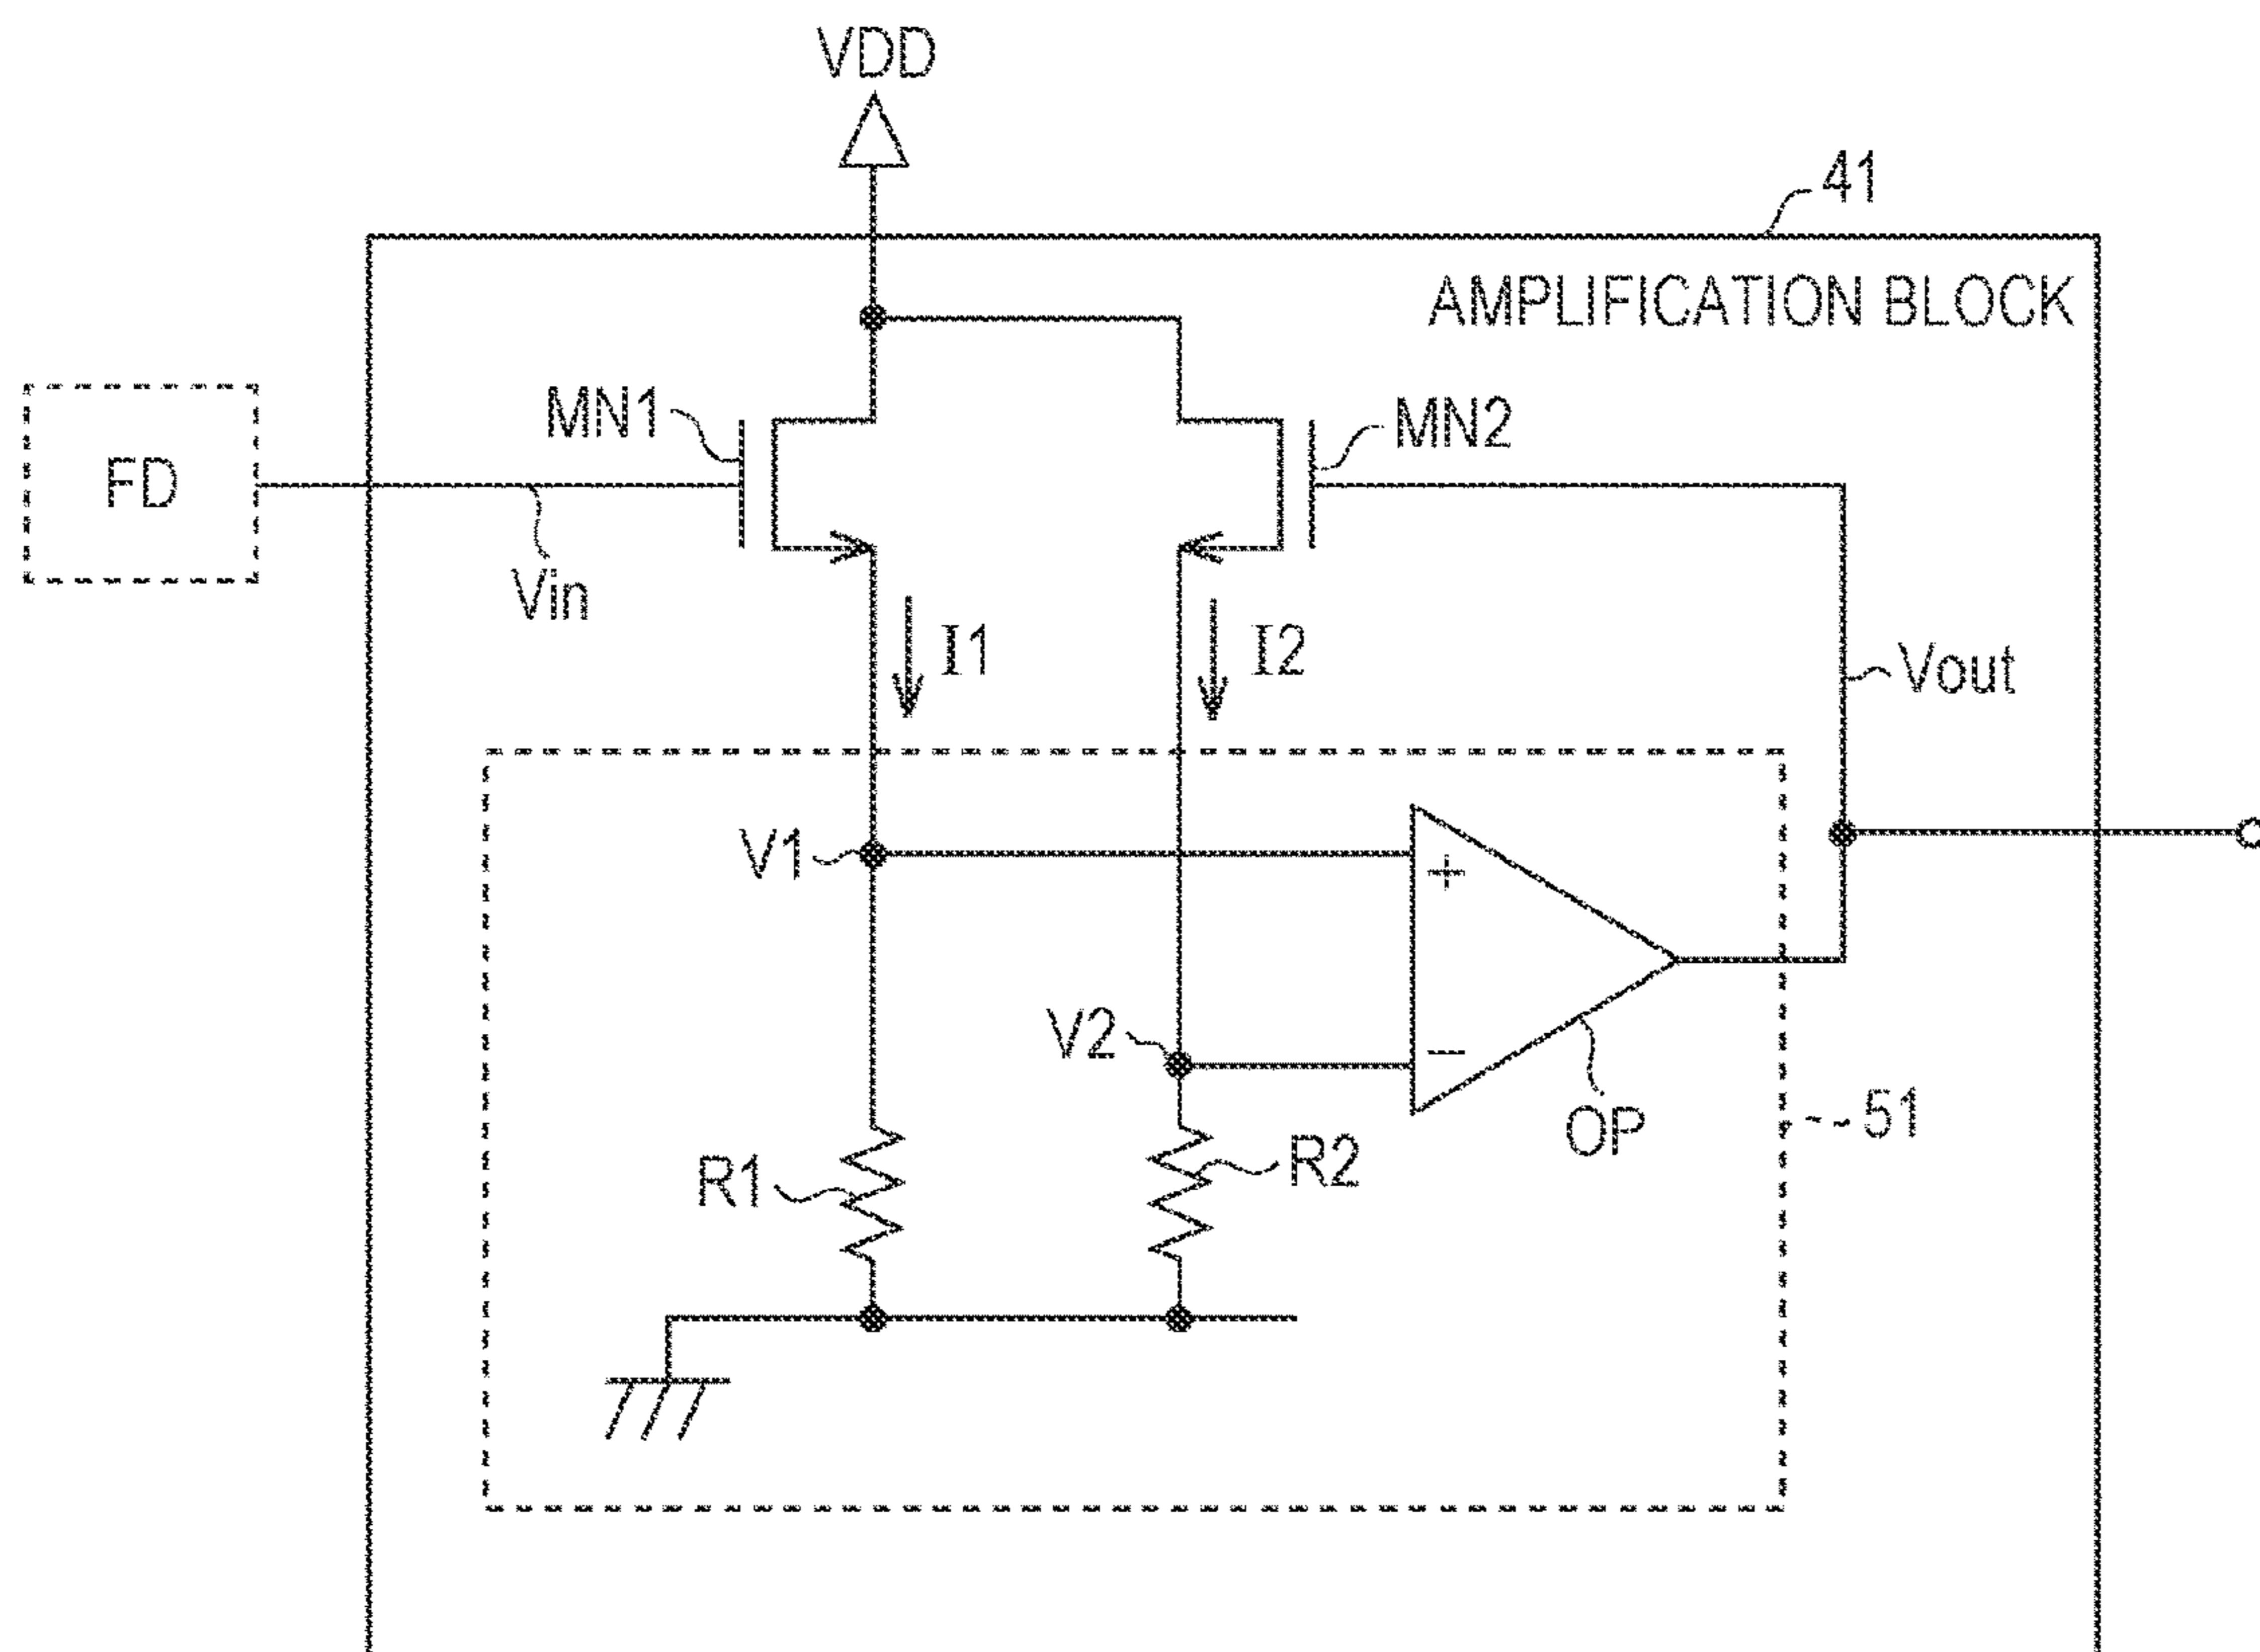 VDD
41
AMPLIFICATION BLOCK
MN1
MN2
FD
Vin
I1
I2
Vout
V1
+
V2
−
OP
51
R1
R2